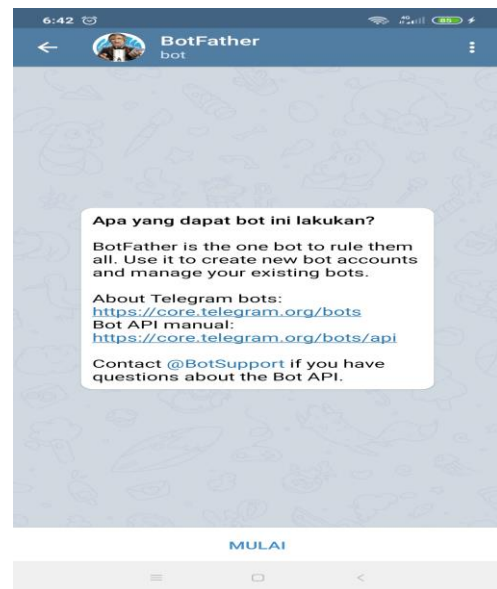 6:42
4G
85
BotFather
bot
Apa yang dapat bot ini lakukan?
BotFather is the one bot to rule them
all. Use it to create new bot accounts
and manage your existing bots.
About Telegram bots:
https://core.telegram.org/bots
Bot API manual:
https://core.telegram.org/bots/api
Contact @BotSupport if you have
questions about the Bot API.
MULAI